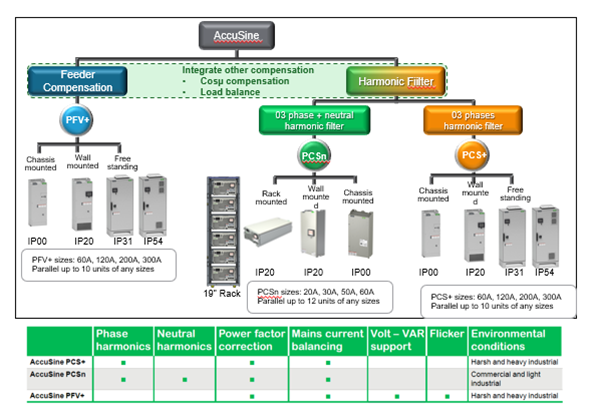 AccuSine
Feeder
Compensation
Integrate other compensation
• Cosμ compensation
• Load balance
Harmonic Fiilter
PFV+
03 phase + neutral
harmonic filter
03 phases
harmonic filter
PCSn
PCS+
Chassis
mounted
Wall
mounted
Free
standing
IP00
IP20
IP31
IP54
PFV+ sizes: 60A, 120A, 200A, 300A
Parallel up to 10 units of any sizes
19" Rack
Rack
mounted
Wall
mounte
d
Chassis
mounted
IP20
IP20
IP00
PCSn sizes: 20A, 30A, 50A, 60A
Parallel up to 12 units of any sizes
Chassis
mounted
Wall
mounte
d
Free
standing
IP00
IP20
IP31
IP54
PCS+ sizes: 60A, 120A, 200A, 300A
Parallel up to 10 units of any sizes
Phase
harmonics
Neutral
harmonics
Power factor
correction
Mains current
balancing
Volt – VAR
support
Flicker
Environmental
conditions
AccuSine PCS+
Harsh and heavy industrial
AccuSine PCSn
Commercial and light
industrial
AccuSine PFV+
Harsh and heavy industrial